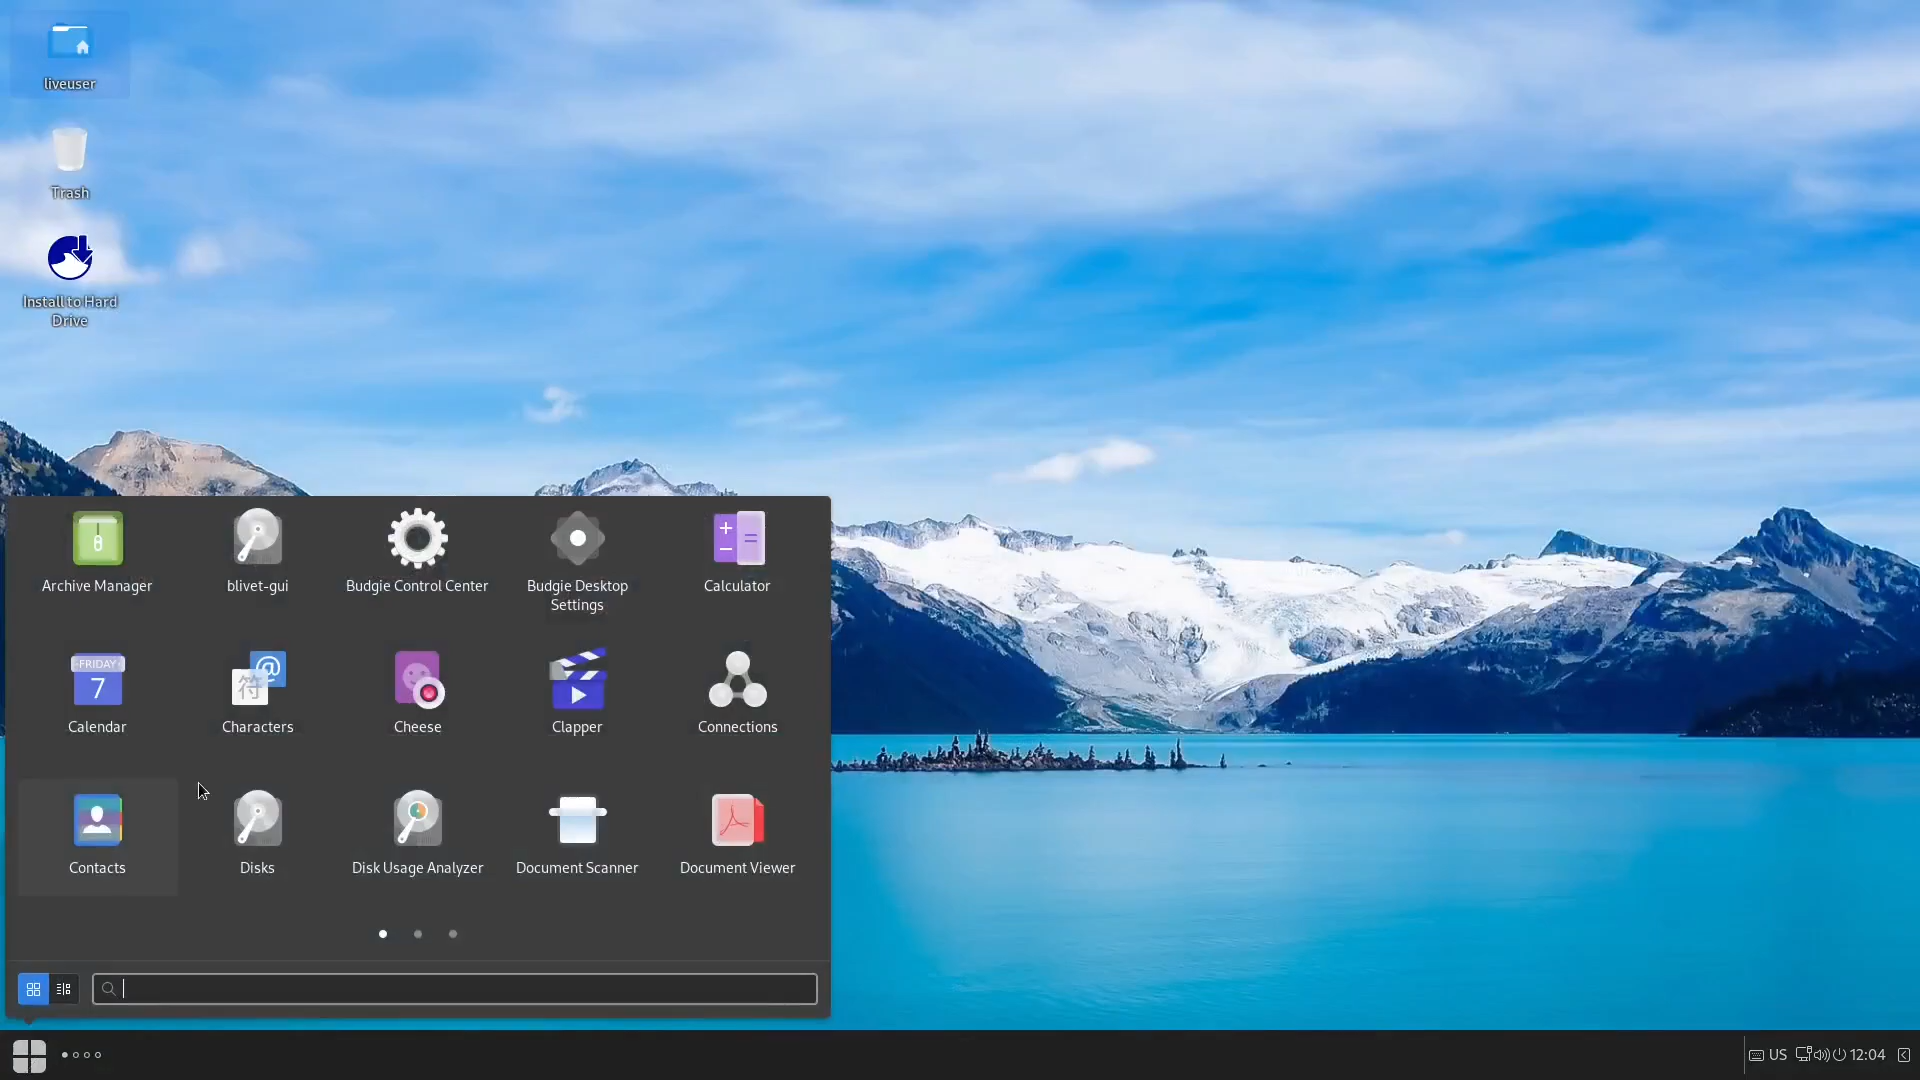 liveuser
Trash
Install to Hard
Drive
Archive Manager
blivet-gui
Budgie Control Center
Budgie Desktop
Settings
Calculator
FRIDAY
7
Calendar
符
@
Characters
Cheese
Clapper
Connections
Contacts
Disks
Disk Usage Analyzer
Document Scanner
Document Viewer
US
12:04